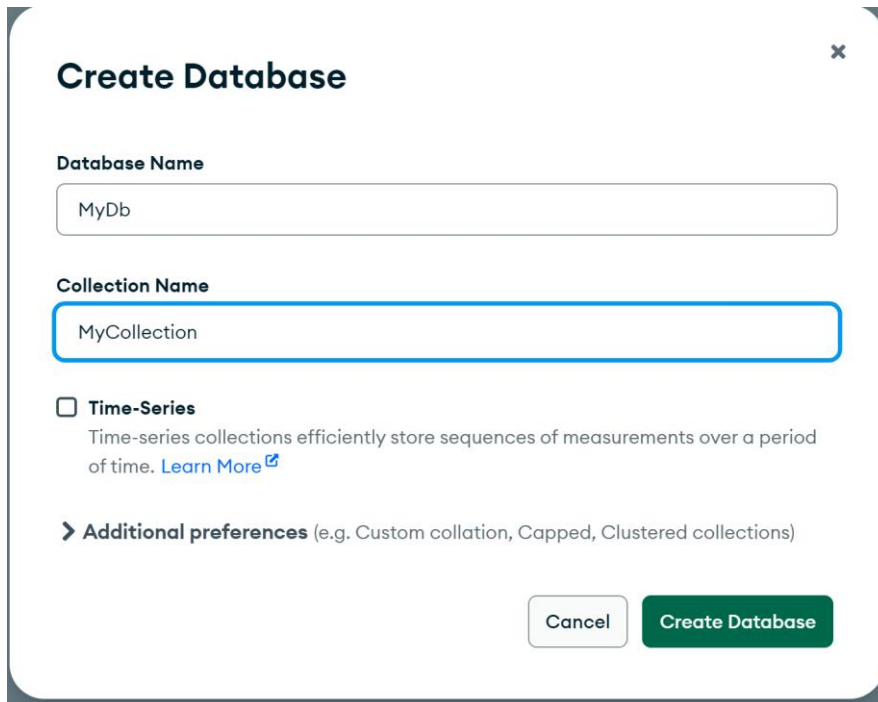 Create Database
Database Name
MyDb
Collection Name
MyCollection
Time-Series
Time-series collections efficiently store sequences of measurements over a period
of time. Learn More
Additional preferences (e.g. Custom collation, Capped, Clustered collections)
Cancel
Create Database